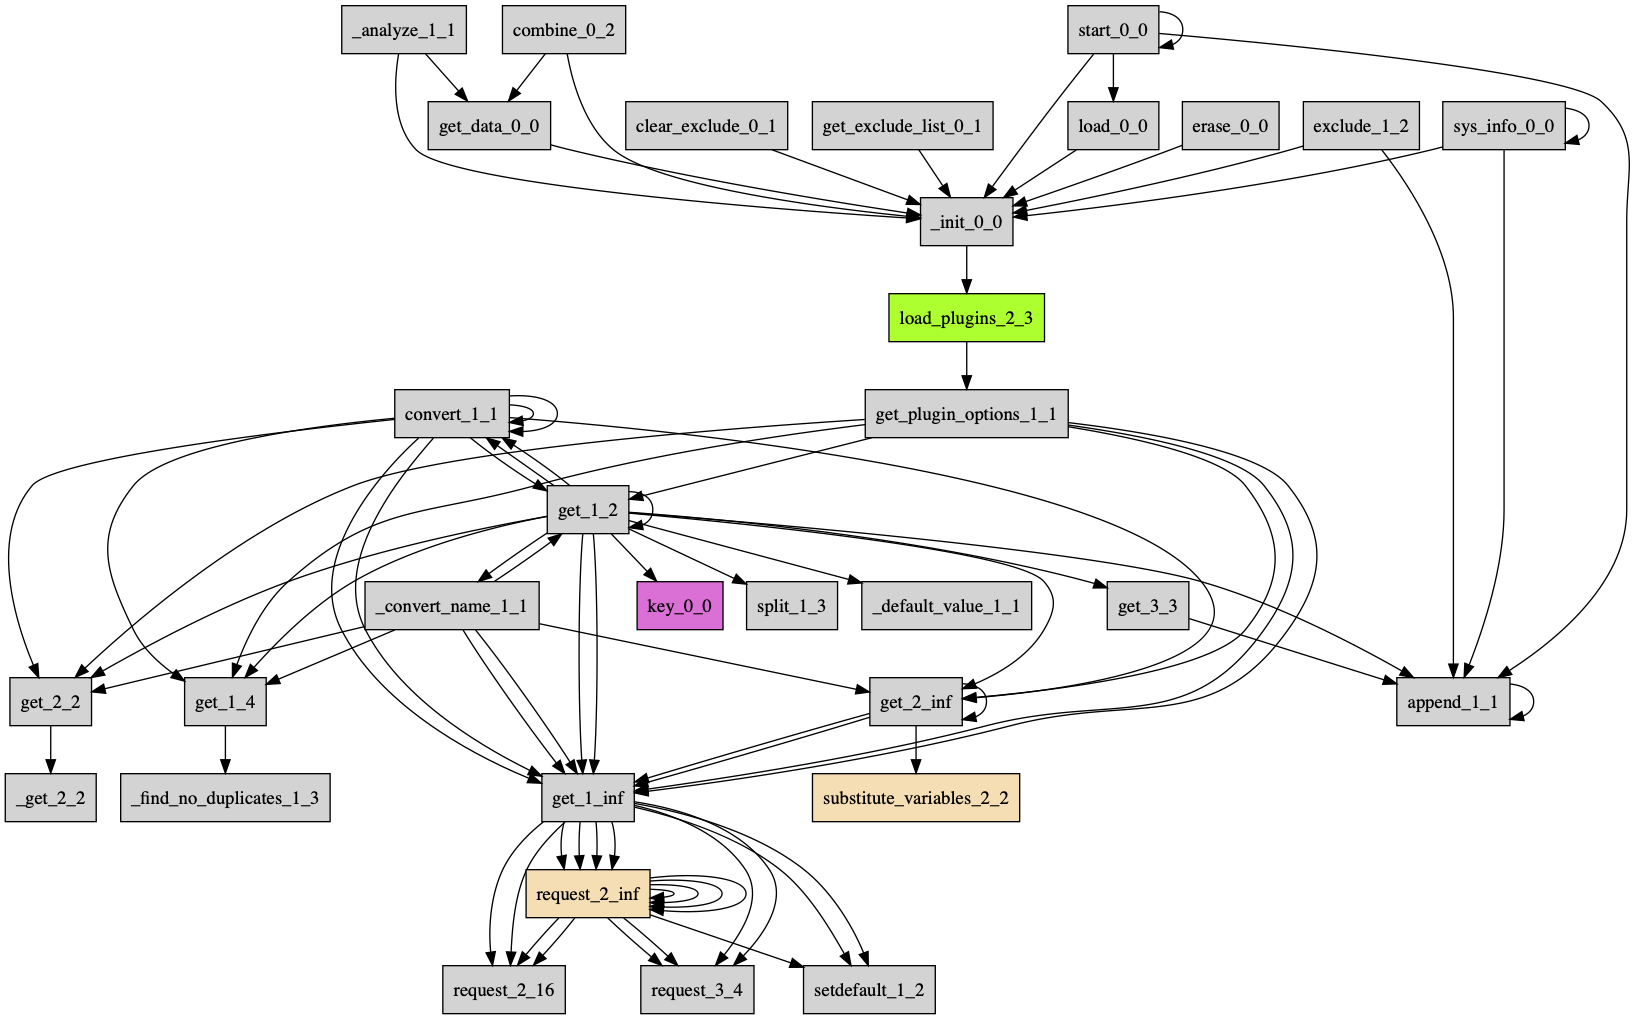 _analyze_1_1
combine_0_2
start_0_0
get_data_0_0
clear_exclude_0_1
get_exclude_list_0_1
load_0_0
erase_0_0
exclude_1_2
sys_info_0_0
_init_0_0
load_plugins_2_3
convert_1_1
get_plugin_options_1_1
get_1_2
_convert_name_1_1
key_0_0
split_1_3
_default_value_1_1
get_3_3
get_2_2
get_1_4
get_2_inf
append_1_1
_get_2_2
_find_no_duplicates_1_3
get_1_inf
substitute_variables_2_2
request_2_inf
request_2_16
request_3_4
setdefault_1_2